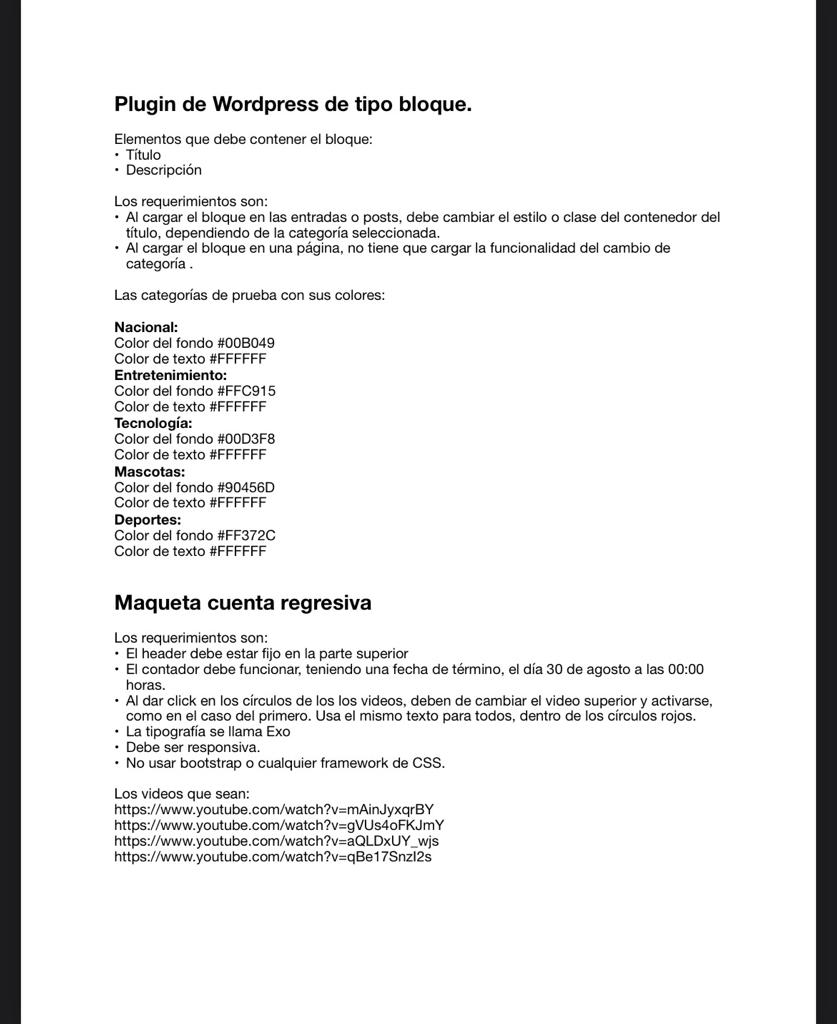 Plugin de Wordpress de tipo bloque.
Elementos que debe contener el bloque:
• Título
• Descripción
Los requerimientos son:
• Al cargar el bloque en las entradas o posts, debe cambiar el estilo o clase del contenedor del
título, dependiendo de la categoría seleccionada.
• Al cargar el bloque en una página, no tiene que cargar la funcionalidad del cambio de
categoría .
Las categorías de prueba con sus colores:
Nacional:
Color del fondo #00B049
Color de texto #FFFFFF
Entretenimiento:
Color del fondo #FFC915
Color de texto #FFFFFF
Tecnología:
Color del fondo #00D3F8
Color de texto #FFFFFF
Mascotas:
Color del fondo #90456D
Color de texto #FFFFFF
Deportes:
Color del fondo #FF372C
Color de texto #FFFFFF
Maqueta cuenta regresiva
Los requerimientos son:
• El header debe estar fijo en la parte superior
• El contador debe funcionar, teniendo una fecha de término, el día 30 de agosto a las 00:00
horas.
• Al dar click en los círculos de los los videos, deben de cambiar el video superior y activarse,
como en el caso del primero. Usa el mismo texto para todos, dentro de los círculos rojos.
• La tipografía se llama Exo
• Debe ser responsiva.
• No usar bootstrap o cualquier framework de CSS.
Los videos que sean:
https://www.youtube.com/watch?v=mAinJyxqrBY
https://www.youtube.com/watch?v=gVUs4oFKJmY
https://www.youtube.com/watch?v=aQLDxUY_wjs
https://www.youtube.com/watch?v=qBe17SnzI2s